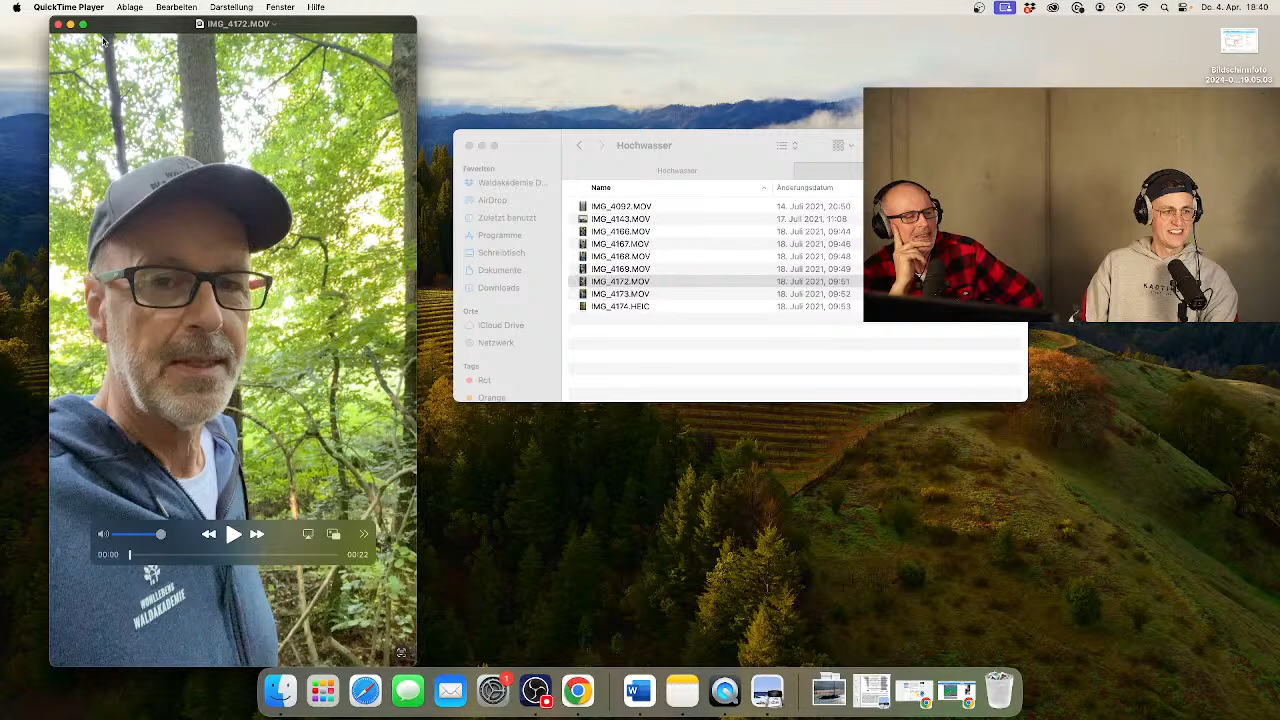 QuickTime Player Ablage Bearbeiten Darstellung Fenster Hilfe
Do. 4. Apr. 18:40
IMG_4172.MOV
Bildschirmfoto
2024-0...19.05.03
Hochwasser
Favoriten
Hochwasser
Waldakademie D...
Name Änderungsdatum
AirDrop
IMG_4092.MOV 14. Juli 2021, 20:50
Zuletzt benutzt
IMG_4143.MOV 17. Juli 2021, 11:08
Programme
IMG_4166.MOV 18. Juli 2021, 09:44
IMG_4167.MOV 18. Juli 2021, 09:46
Schreibtisch
IMG_4168.MOV 18. Juli 2021, 09:48
Dokumente
IMG_4169.MOV 18. Juli 2021, 09:49
IMG_4172.MOV 18. Juli 2021, 09:51
Downloads
IMG_4173.MOV 18. Juli 2021, 09:52
IMG_4174.HEIC 18. Juli 2021, 09:53
Orte
iCloud Drive
Netzwerk
Tags
Rot
Orange
00:00 00:22
WOHLLEBENS
WALDAKADEMIE
1